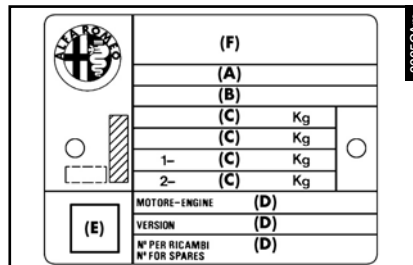 ALFA ROMEO
(F)
(A)
(B)
(C) Kg
(C) Kg
1– (C) Kg
2– (C) Kg
MOTORE–ENGINE (D)
VERSION (D)
N° PER RICAMBI
N° FOR SPARES (D)
(E)